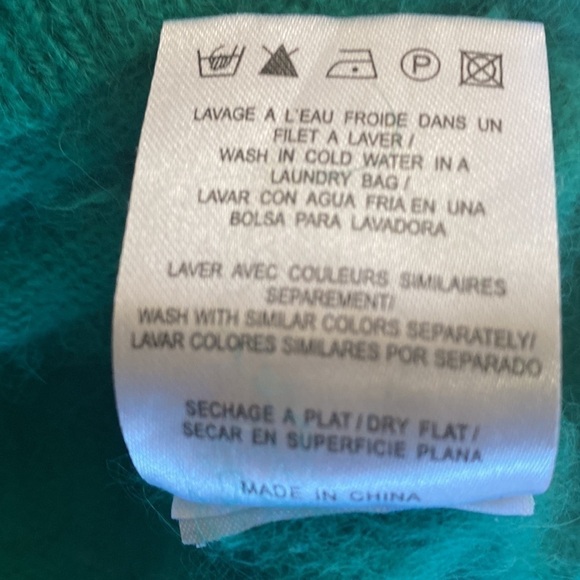 P
LAVAGE A L'EAU FROIDE DANS UN
FILET A LAVER /
WASH IN COLD WATER IN A
LAUNDRY BAG /
LAVAR CON AGUA FRIA EN UNA
BOLSA PARA LAVADORA
LAVER AVEC COULEURS SIMILAIRES
SEPAREMENT/
WASH WITH SIMILAR COLORS SEPARATELY/
LAVAR COLORES SIMILARES POR SEPARADO
SECHAGE A PLAT / DRY FLAT /
SECAR EN SUPERFICIE PLANA
MADE IN CHINA